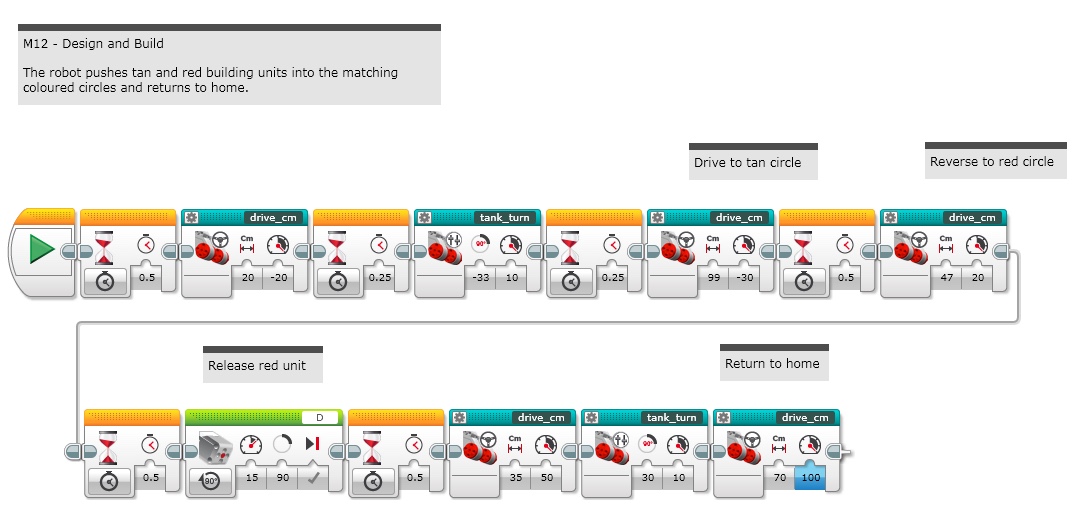 M12 - Design and Build
The robot pushes tan and red building units into the matching
coloured circles and returns to home.
Drive to tan circle
Reverse to red circle
drive_cm
tank_turn
drive_cm
drive_cm
Cm
90°
Cm
Cm
0.5
20
-20
0.25
-33
10
0.25
99
-30
0.5
47
20
Release red unit
Return to home
D
drive_cm
tank_turn
drive_cm
Cm
90°
Cm
0.5
90°
15
90
0.5
35
50
30
10
70
100